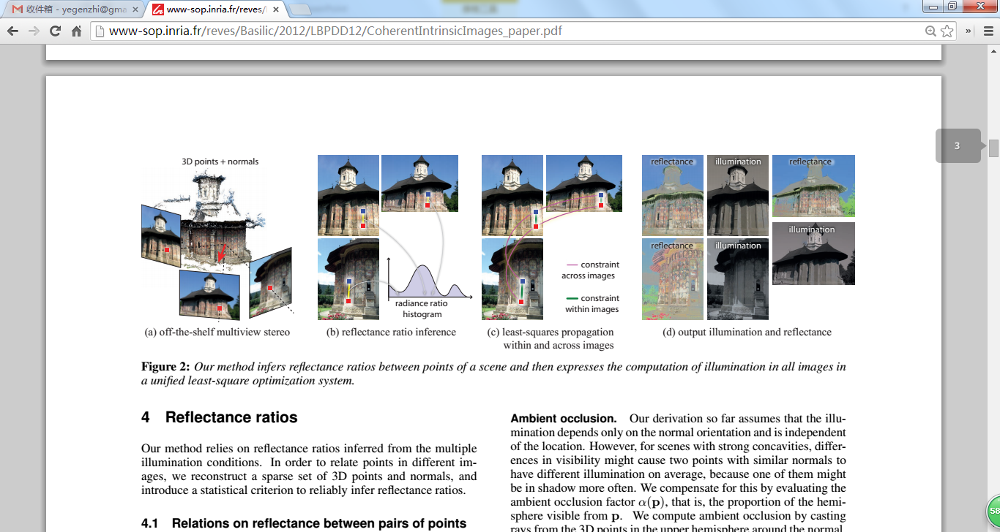 收件箱 - yegenzhi@gma
www-sop.inria.fr/reves/
www-sop.inria.fr/reves/Basilic/2012/LBPDD12/CoherentIntrinsicImages_paper.pdf
»
3
3D points + normals
reflectance
illumination
reflectance
illumination
reflectance
illumination
constraint
across images
constraint
within images
radiance ratio
histogram
(a) off-the-shelf multiview stereo
(b) reflectance ratio inference
(c) least-squares propagation
within and across images
(d) output illumination and reflectance
Figure 2: Our method infers reflectance ratios between points of a scene and then expresses the computation of illumination in all images in
a unified least-square optimization system.
4 Reflectance ratios
Our method relies on reflectance ratios inferred from the multiple
illumination conditions. In order to relate points in different im-
ages, we reconstruct a sparse set of 3D points and normals, and
introduce a statistical criterion to reliably infer reflectance ratios.
4.1 Relations on reflectance between pairs of points
Ambient occlusion. Our derivation so far assumes that the illu-
mination depends only on the normal orientation and is independent
of the location. However, for scenes with strong concavities, differ-
ences in visibility might cause two points with similar normals to
have different illumination on average, because one of them might
be in shadow more often. We compensate for this by evaluating the
ambient occlusion factor α(p), that is, the proportion of the hemi-
sphere visible from p. We compute ambient occlusion by casting
rays from the 3D points in the upper hemisphere around the normal.
58